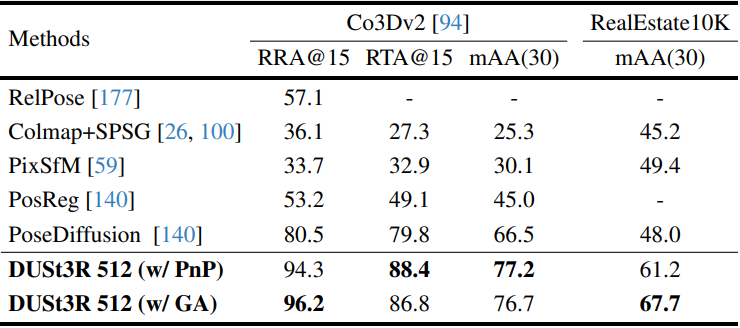 Methods Co3Dv2 [94] RealEstate10K
RRA@15 RTA@15 mAA(30) mAA(30)
RelPose [177] 57.1 - - -
Colmap+SPSG [26, 100] 36.1 27.3 25.3 45.2
PixSfM [59] 33.7 32.9 30.1 49.4
PosReg [140] 53.2 49.1 45.0 -
PoseDiffusion [140] 80.5 79.8 66.5 48.0
DUSt3R 512 (w/ PnP) 94.3 88.4 77.2 61.2
DUSt3R 512 (w/ GA) 96.2 86.8 76.7 67.7